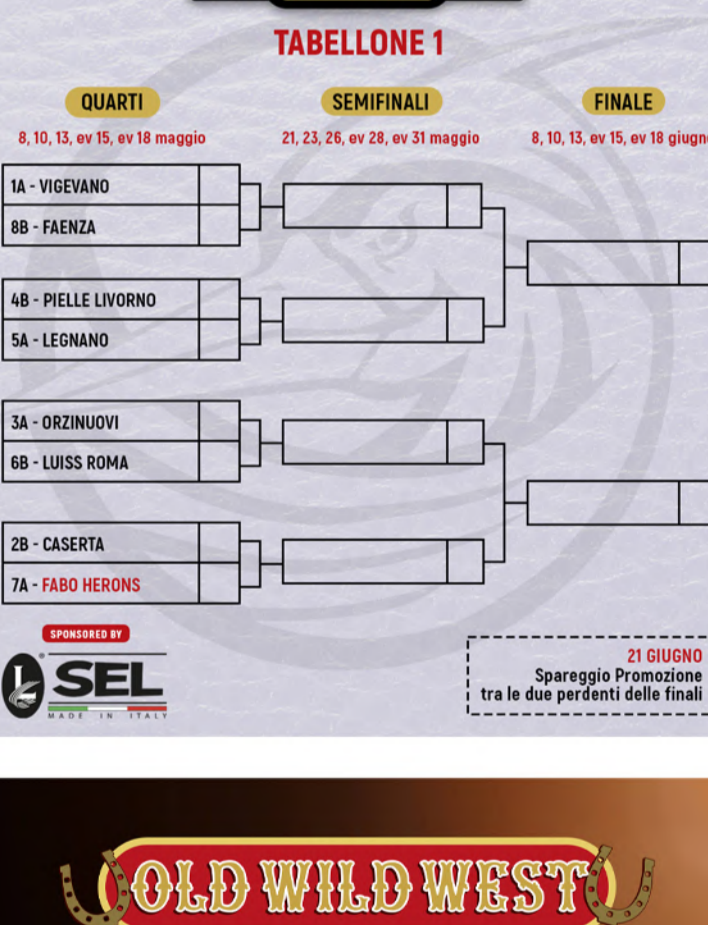 TABELLONE 1
QUARTI
SEMIFINALI
FINALE
8, 10, 13, ev 15, ev 18 maggio
21, 23, 26, ev 28, ev 31 maggio
8, 10, 13, ev 15, ev 18 giugno
1A - VIGEVANO
8B - FAENZA
4B - PIELLE LIVORNO
5A - LEGNANO
3A - ORZINUOVI
6B - LUISS ROMA
2B - CASERTA
7A - FABO HERONS
SPONSORED BY
L ® SEL
MADE IN ITALY
21 GIUGNO
Spareggio Promozione
tra le due perdenti delle finali
OLD WILD WEST